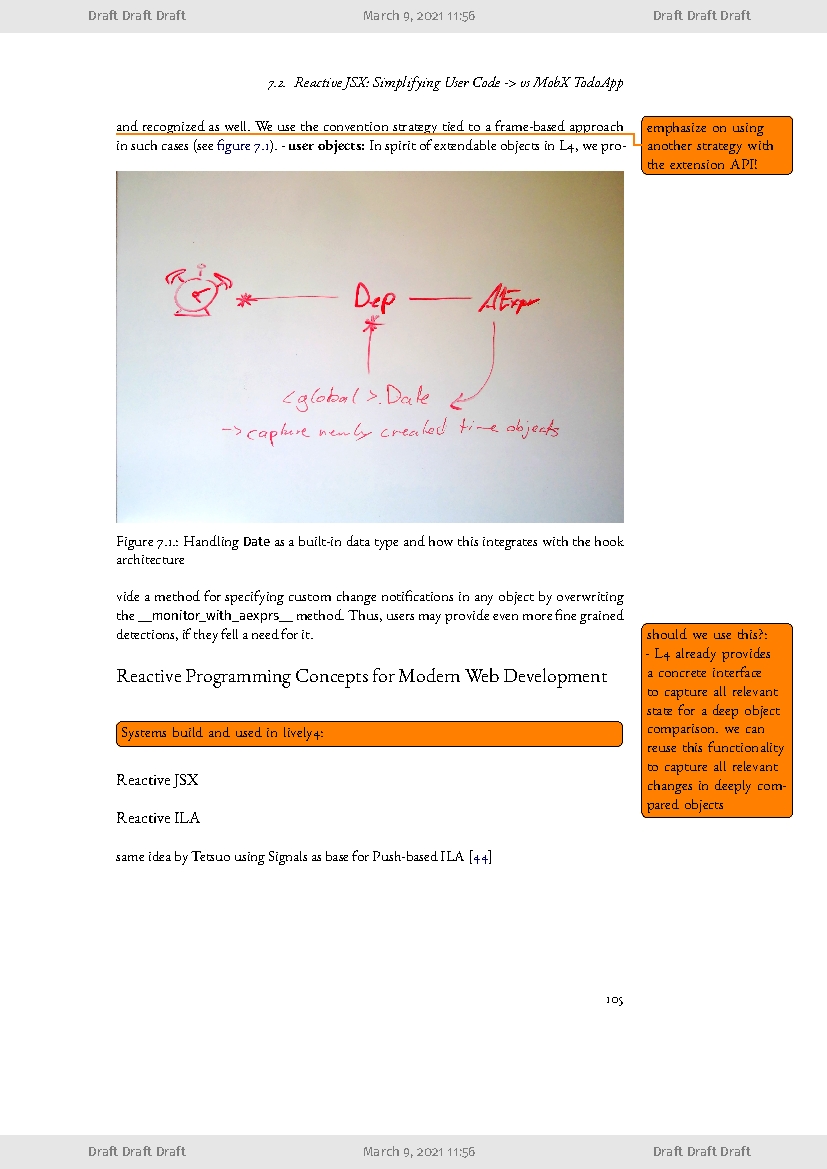 Draft Draft Draft March 9, 2021 11:56 Draft Draft Draft
7.2. Reactive JSX: Simplifying User Code -> vs MobX TodoApp
and recognized as well. We use the convention strategy tied to a frame-based approach
in such cases (see figure 7.1). - user objects: In spirit of extendable objects in L4, we pro-
emphasize on using
another strategy with
the extension API!
Dep
AExpr
<global>.Date
-> capture newly created time objects
Figure 7.1.: Handling Date as a built-in data type and how this integrates with the hook
architecture
vide a method for specifying custom change notifications in any object by overwriting
the __monitor_with_aexprs__ method. Thus, users may provide even more fine grained
detections, if they fell a need for it.
should we use this?:
- L4 already provides
a concrete interface
to capture all relevant
state for a deep object
comparison. we can
reuse this functionality
to capture all relevant
changes in deeply com-
pared objects
Reactive Programming Concepts for Modern Web Development
Systems build and used in lively4:
Reactive JSX
Reactive ILA
same idea by Tetsuo using Signals as base for Push-based ILA [44]
105
Draft Draft Draft March 9, 2021 11:56 Draft Draft Draft